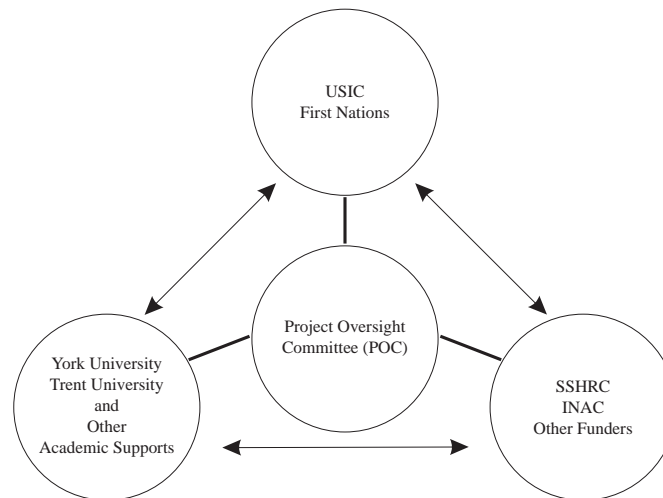 USIC
First Nations
Project Oversight
Committee (POC)
York University
Trent University
and
Other
Academic Supports
SSHRC
INAC
Other Funders